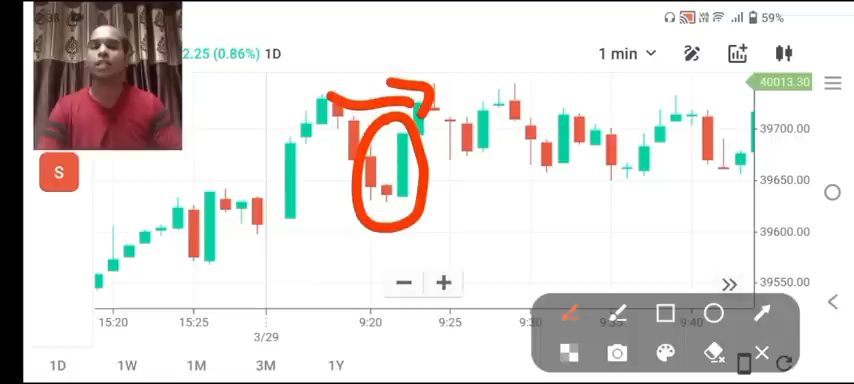 59%
2.25 (0.86%) 1D
1 min
40013.30
39700.00
S
39650.00
39600.00
39550.00
15:20
15:25
9:20
9:25
9:30
9:40
3/29
1D
1W
1M
3M
1Y